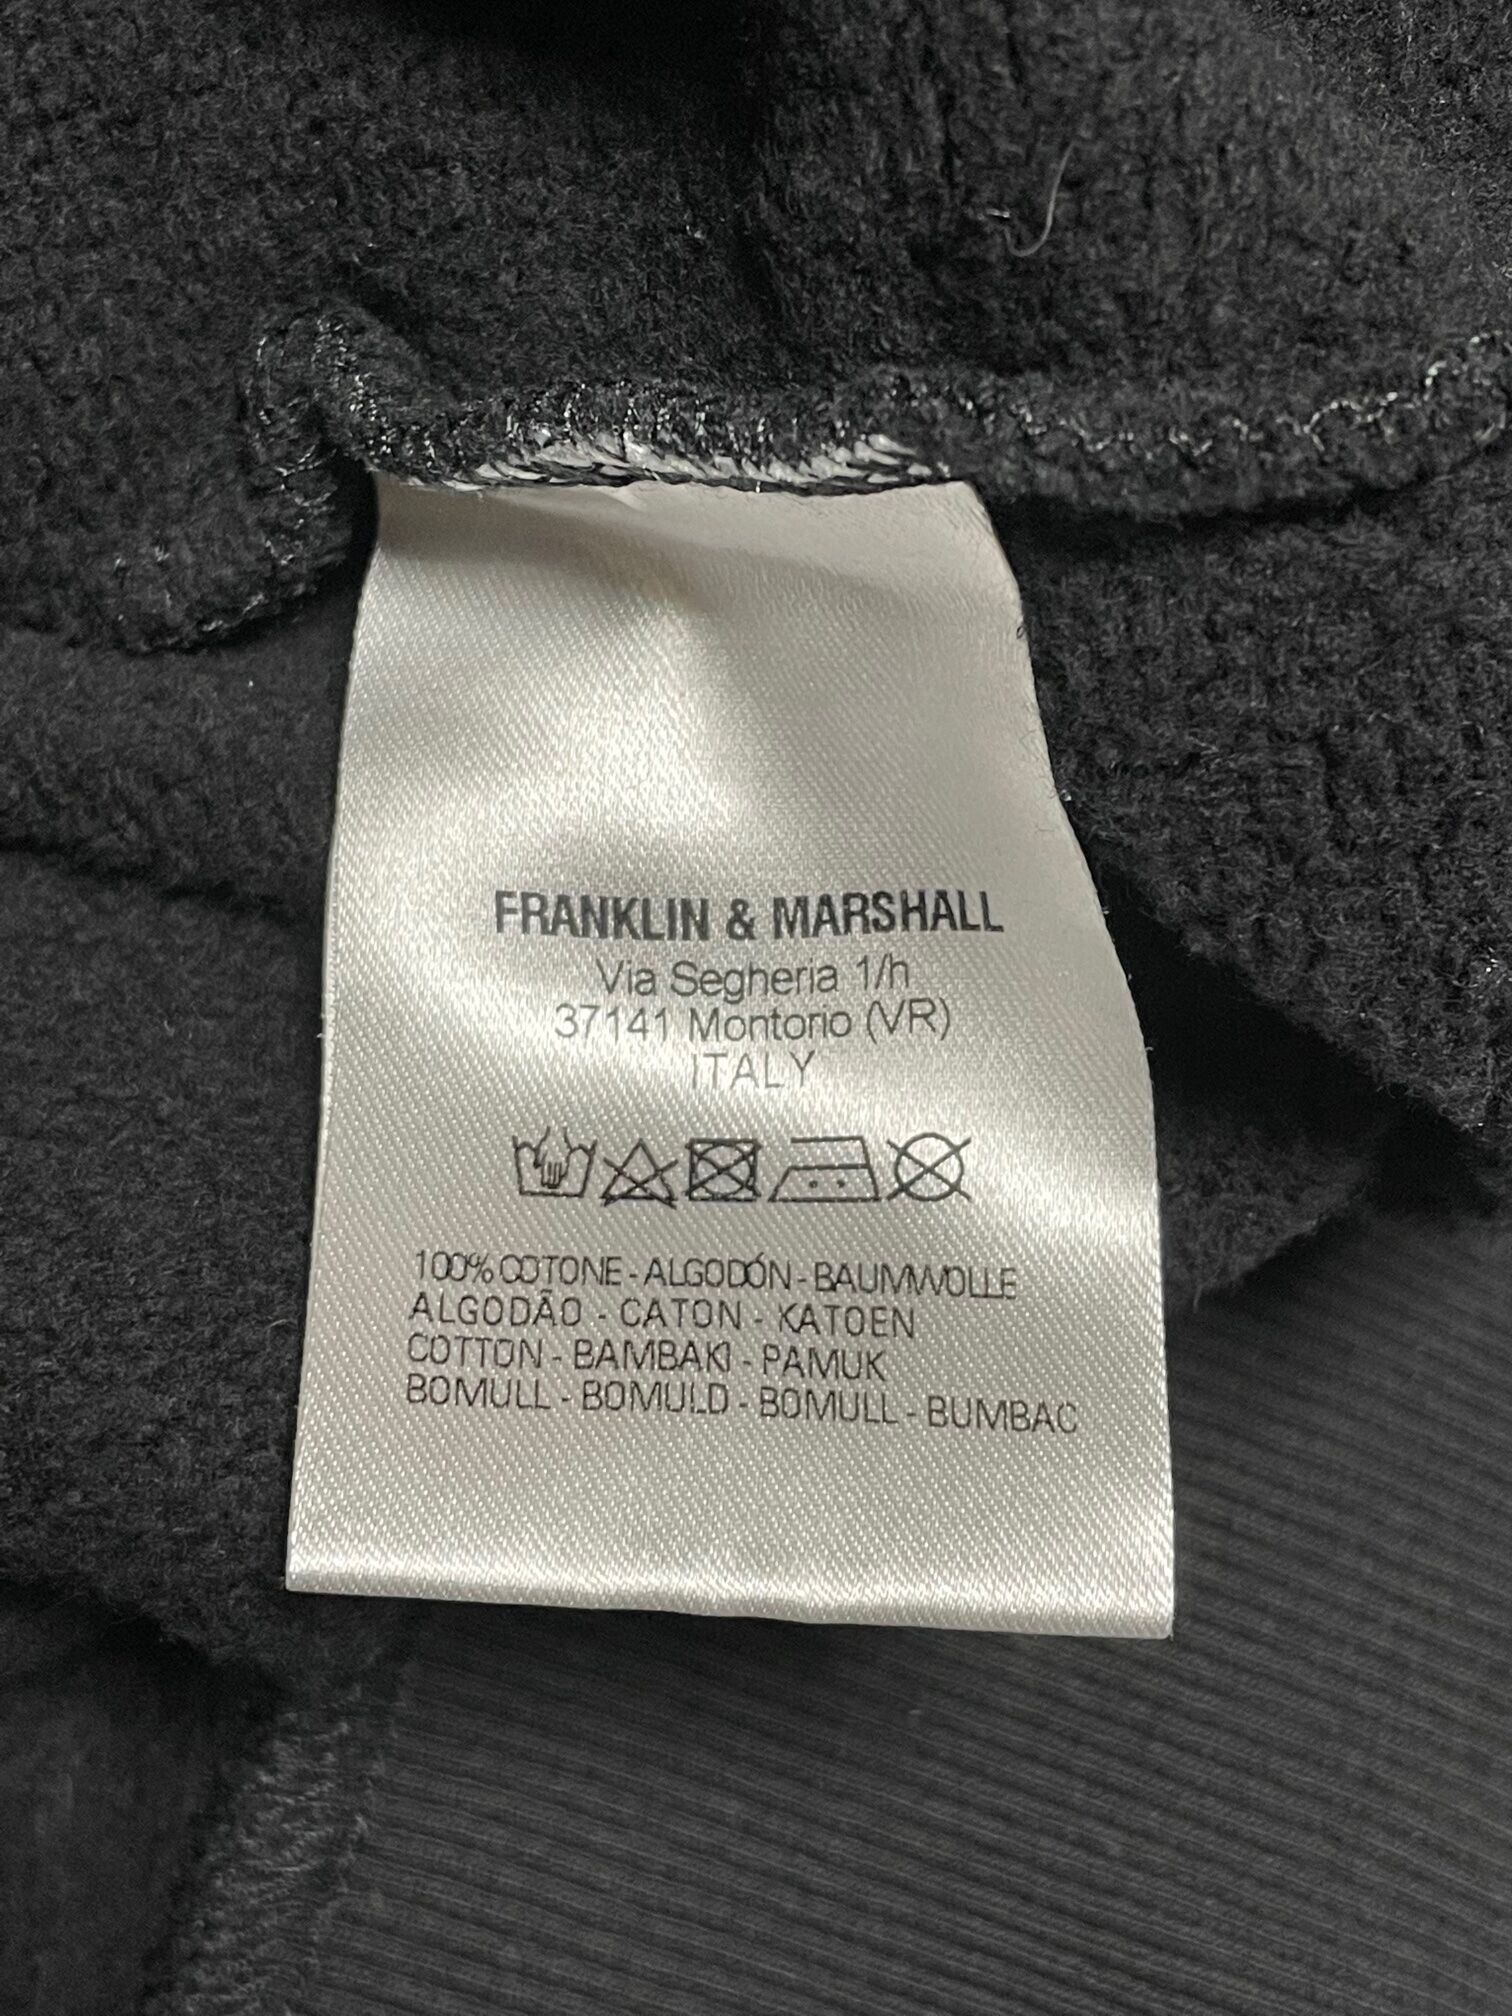 FRANKLIN & MARSHALL
Via Segheria 1/h
37141 Montorio (VR)
ITALY
100% COTONE - ALGODÓN - BAUMWOLLE
ALGODÃO - CATON - KATOEN
COTTON - BAMBAKI - PAMUK
BOMULL - BOMULD - BOMULL - BUMBAC